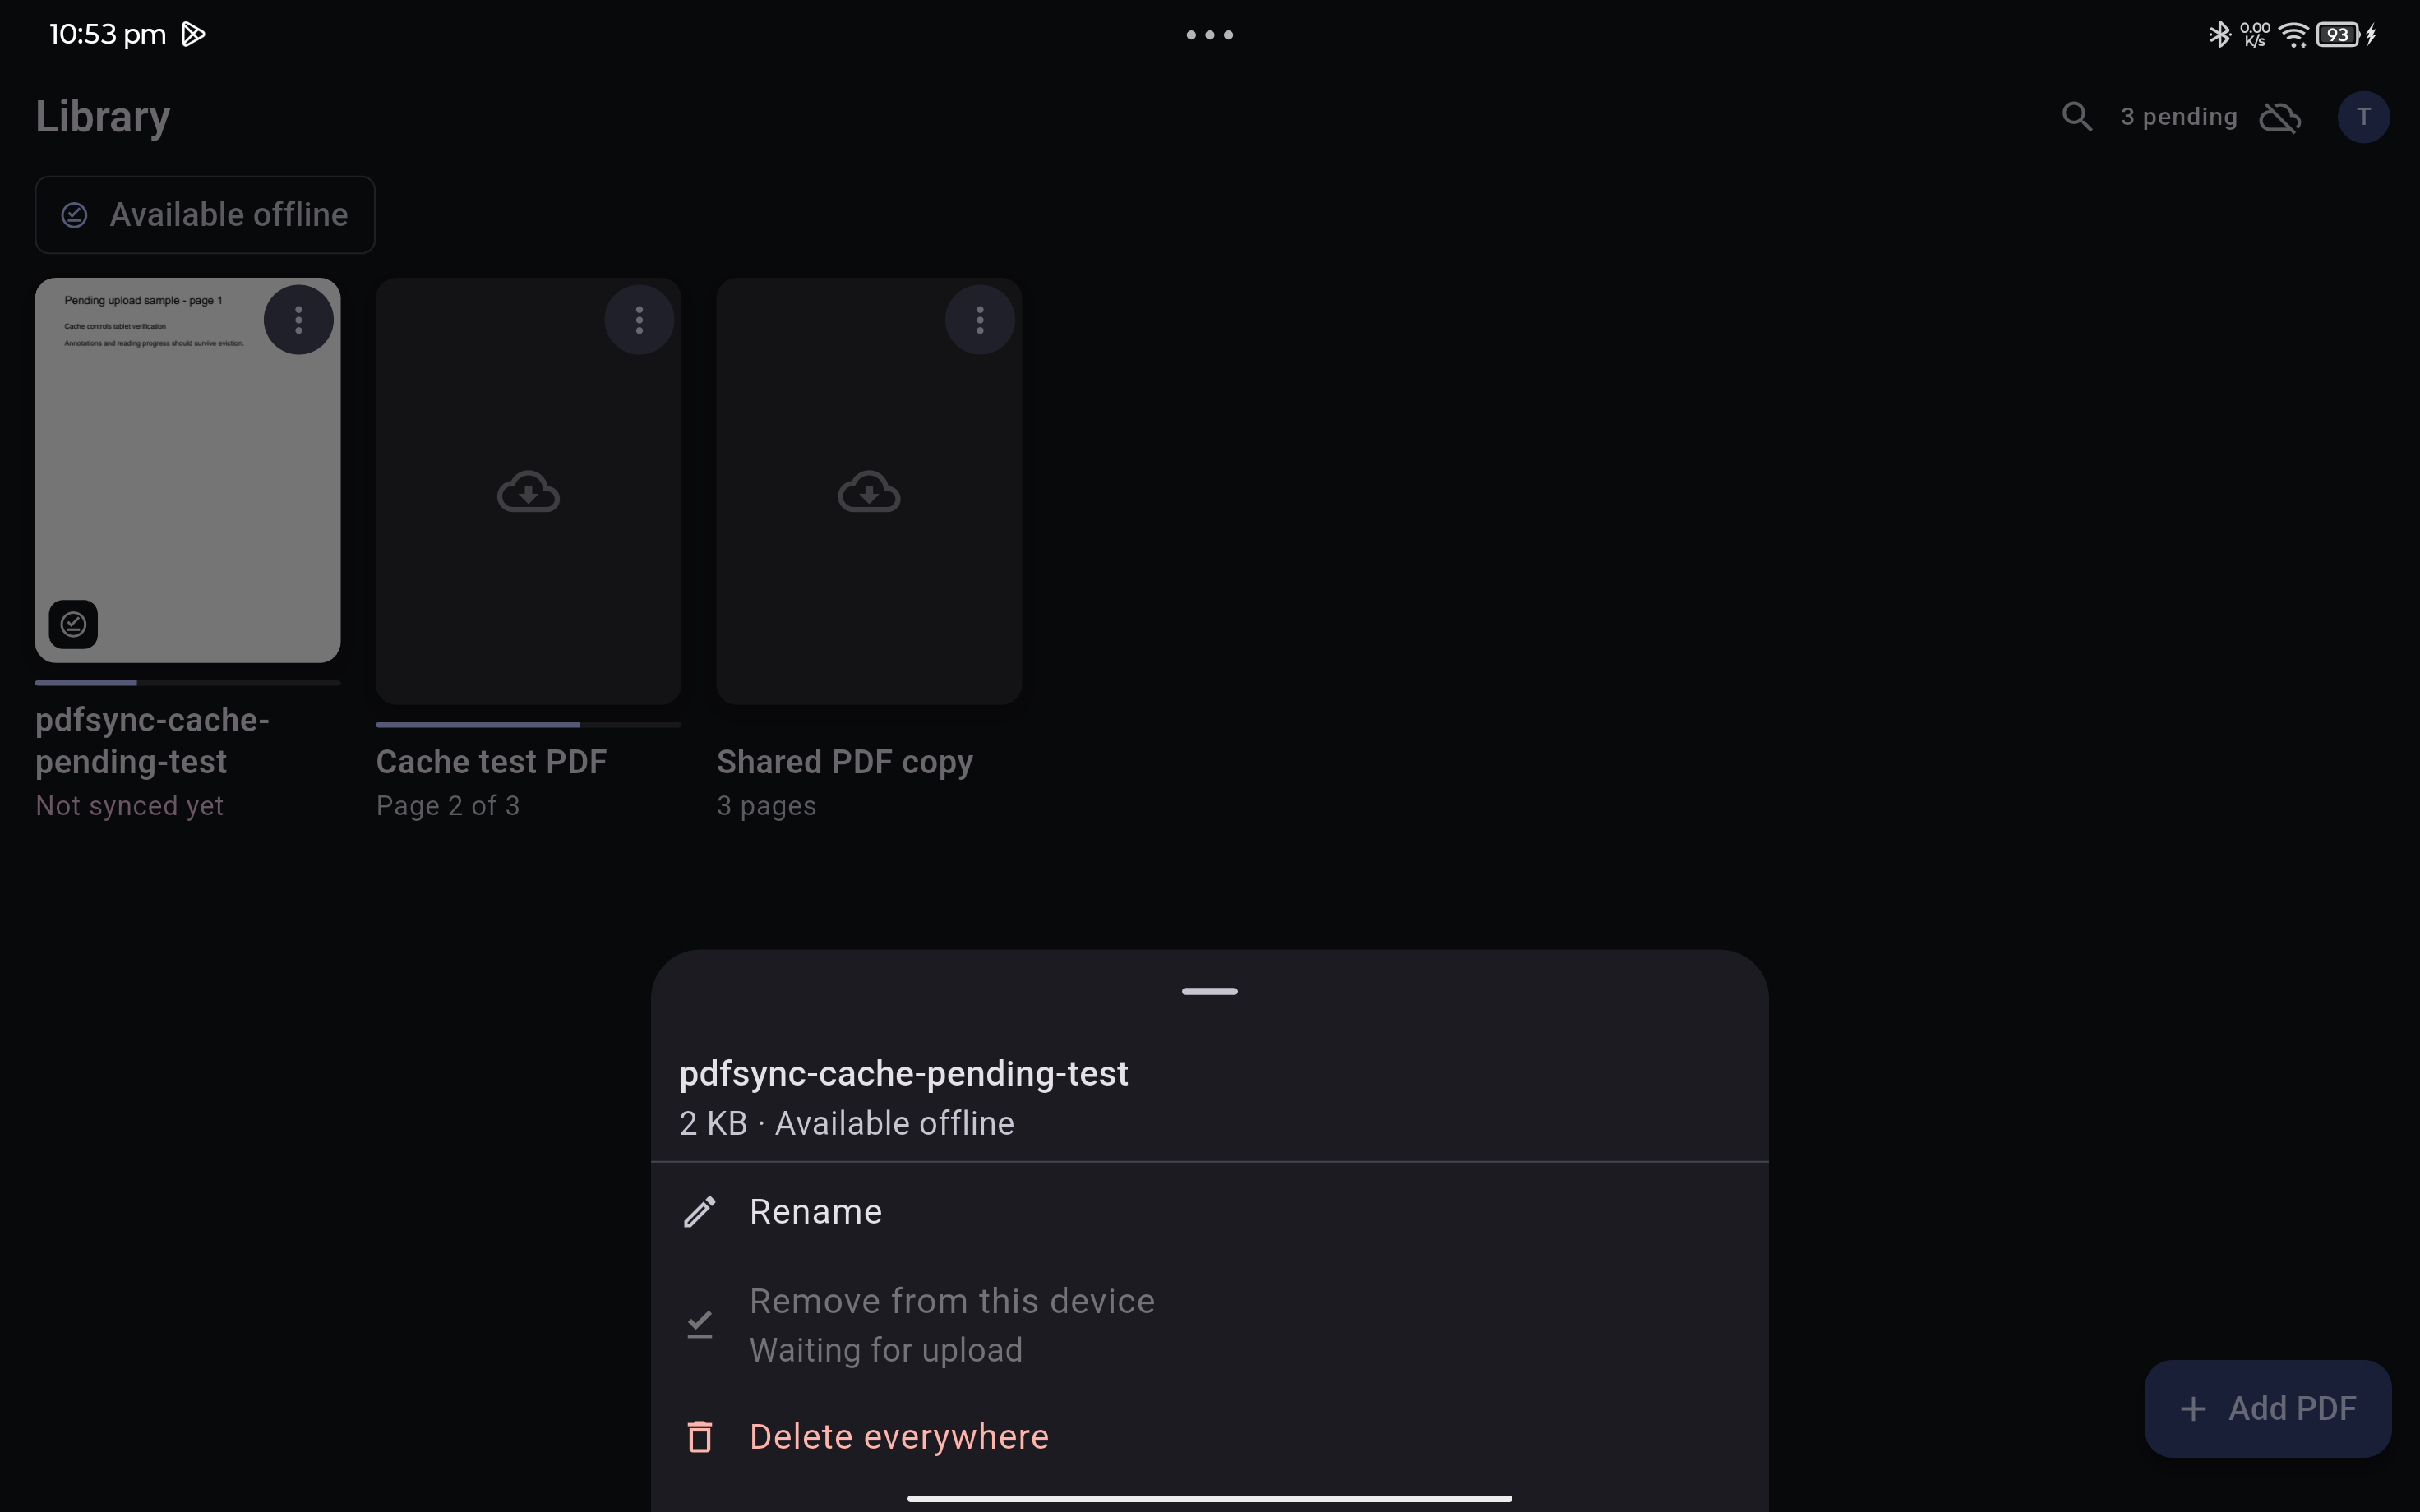 10:53 pm
0.00
K/s
93
Library
3 pending
T
Available offline
Pending upload sample - page 1
Cache controls tablet verification
Annotations and reading progress should survive eviction.
pdfsync-cache-
pending-test
Not synced yet
Cache test PDF
Page 2 of 3
Shared PDF copy
3 pages
pdfsync-cache-pending-test
2 KB · Available offline
Rename
Remove from this device
Waiting for upload
Delete everywhere
Add PDF